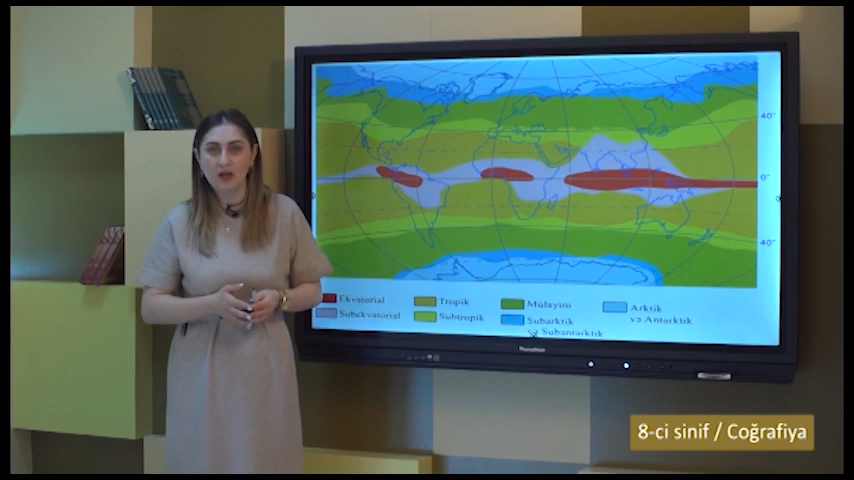 40°
0°
40°
Ekvatorial
Tropik
Mülayim
Arktik
və Antarktik
Subekvatorial
Subtropik
Subarktik
və Subantarktik
8-ci sinif / Coğrafiya